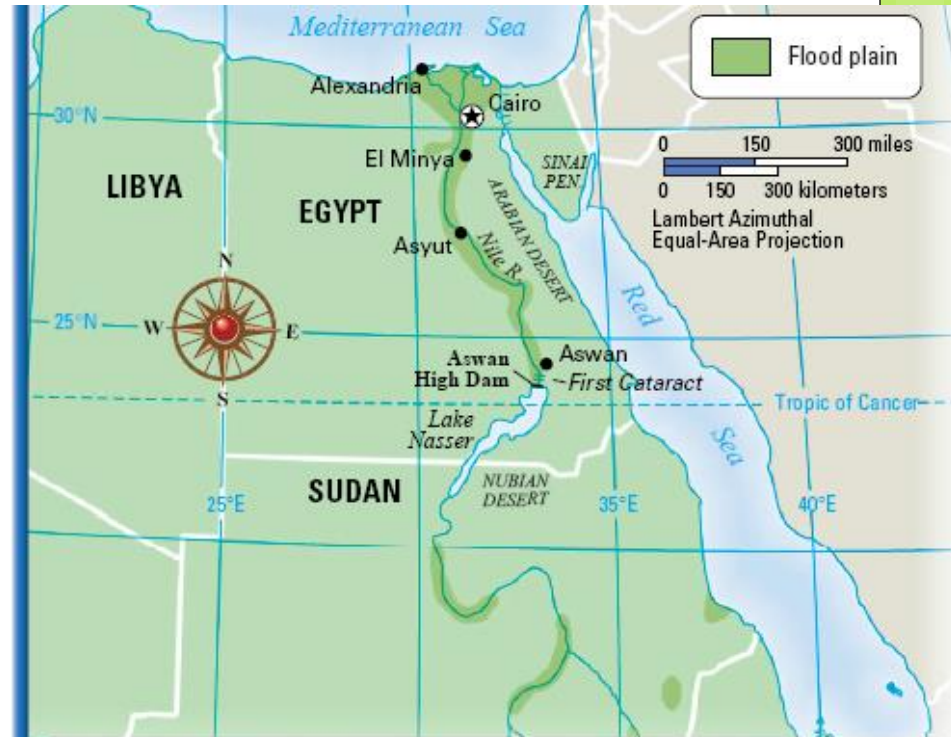 Mediterranean Sea
Flood plain
Alexandria
Cairo
30°N
0 150 300 miles
0 150 300 kilometers
Lambert Azimuthal
Equal-Area Projection
El Minya
SINAI
PEN.
LIBYA
EGYPT
ARABIAN DESERT
Asyut
Nile R.
N
W
E
S
Red
Sea
25°N
Aswan
Aswan
High Dam
First Cataract
Tropic of Cancer
Lake
Nasser
SUDAN
NUBIAN
DESERT
25°E
35°E
40°E